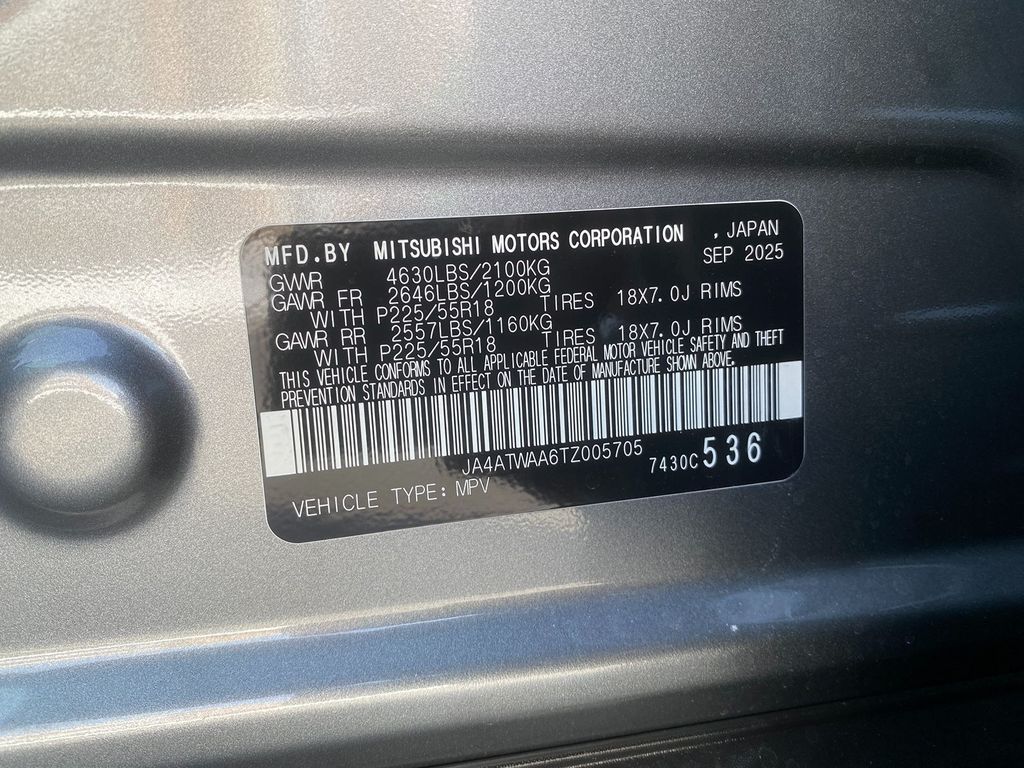 MFD.BY MITSUBISHI MOTORS CORPORATION , JAPAN
SEP 2025
GVWR 4630LBS/2100KG
GAWR FR 2646LBS/1200KG
WITH P225/55R18 TIRES 18X7.0J RIMS
GAWR RR 2557LBS/1160KG
WITH P225/55R18 TIRES 18X7.0J RIMS
THIS VEHICLE CONFORMS TO ALL APPLICABLE FEDERAL MOTOR VEHICLE SAFETY AND THEFT
PREVENTION STANDARDS IN EFFECT ON THE DATE OF MANUFACTURE SHOWN ABOVE.
JA4ATWAA6TZ005705 7430C 536
VEHICLE TYPE: MPV